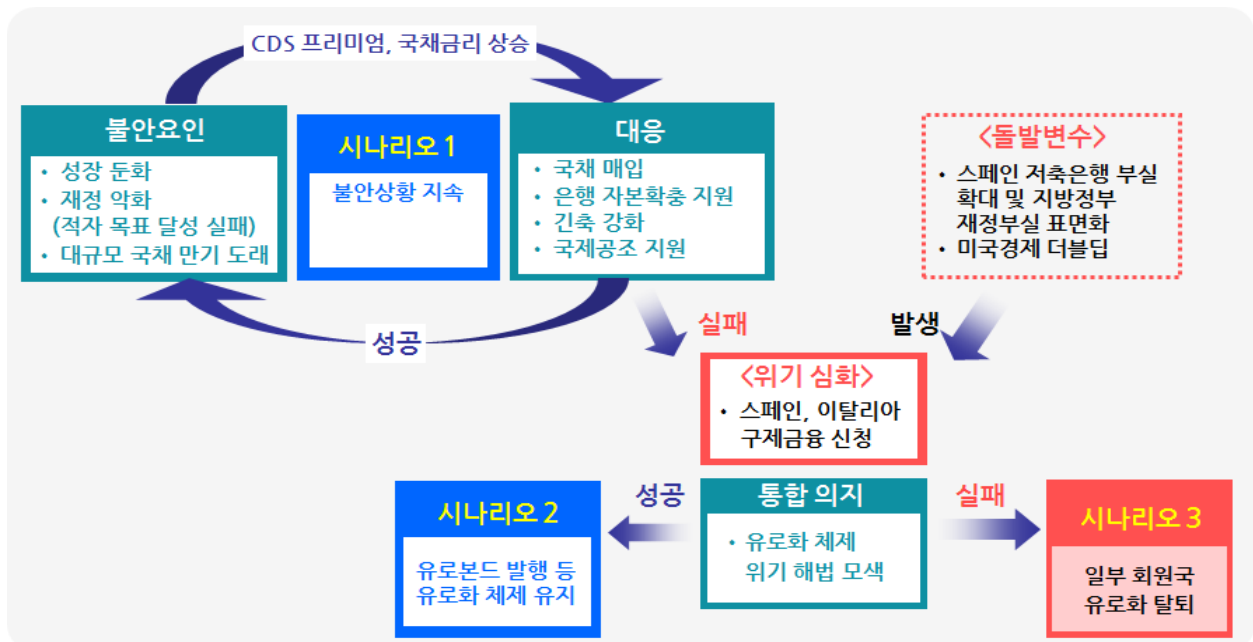 CDS 프리미엄, 국채금리 상승
불안요인
• 성장 둔화
• 재정 악화
(적자 목표 달성 실패)
• 대규모 국채 만기 도래
시나리오 1
불안상황 지속
대응
• 국채 매입
• 은행 자본확충 지원
• 긴축 강화
• 국제공조 지원
<돌발변수>
• 스페인 저축은행 부실
확대 및 지방정부
재정부실 표면화
• 미국경제 더블딥
성공
실패
발생
<위기 심화>
• 스페인, 이탈리아
구제금융 신청
시나리오 2
유로본드 발행 등
유로화 체제 유지
성공
통합 의지
• 유로화 체제
위기 해법 모색
실패
시나리오 3
일부 회원국
유로화 탈퇴